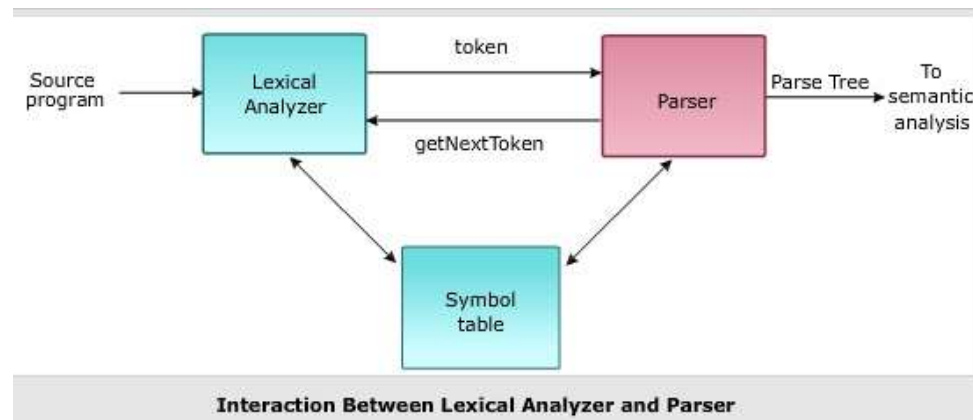 Source
program
Lexical
Analyzer
token
getNextToken
Parser
Parse Tree
To
semantic
analysis
Symbol
table
Interaction Between Lexical Analyzer and Parser